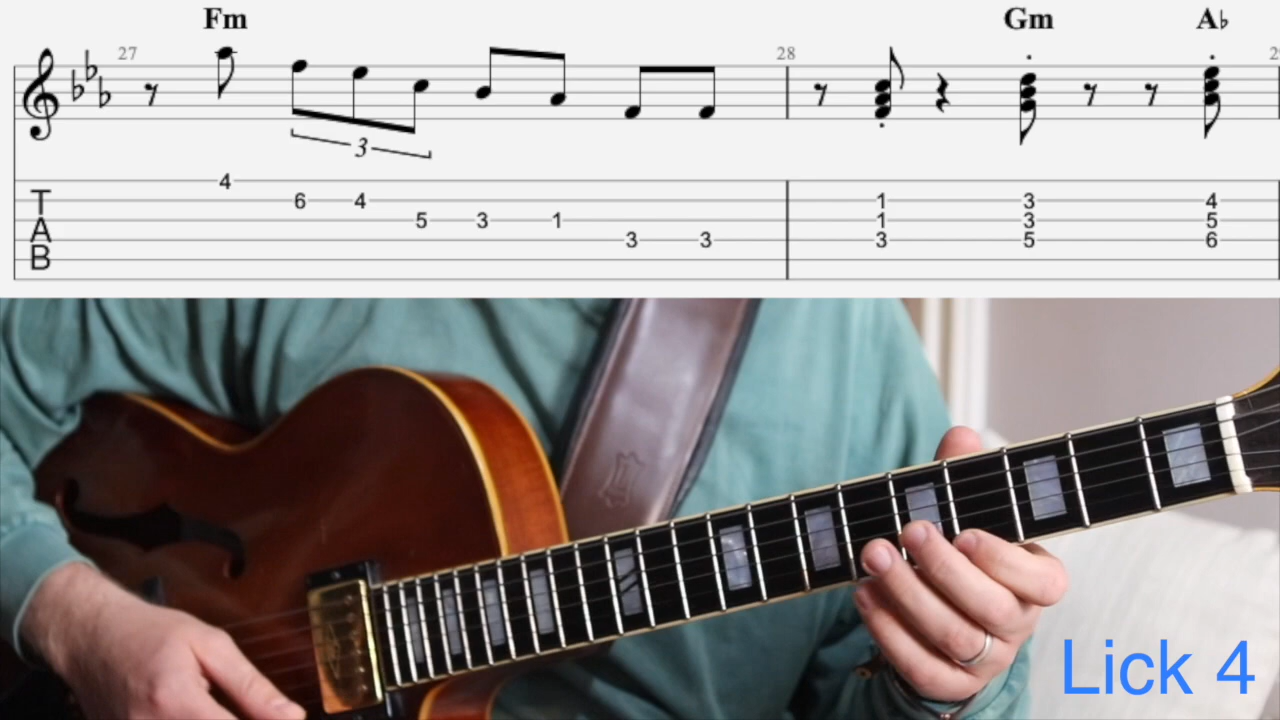 Fm Gm A♭
27 28
3
T
A
B
4
6 4 1 3 4
5 3 1 1 3 5
3 3 3 5 6
Lick 4